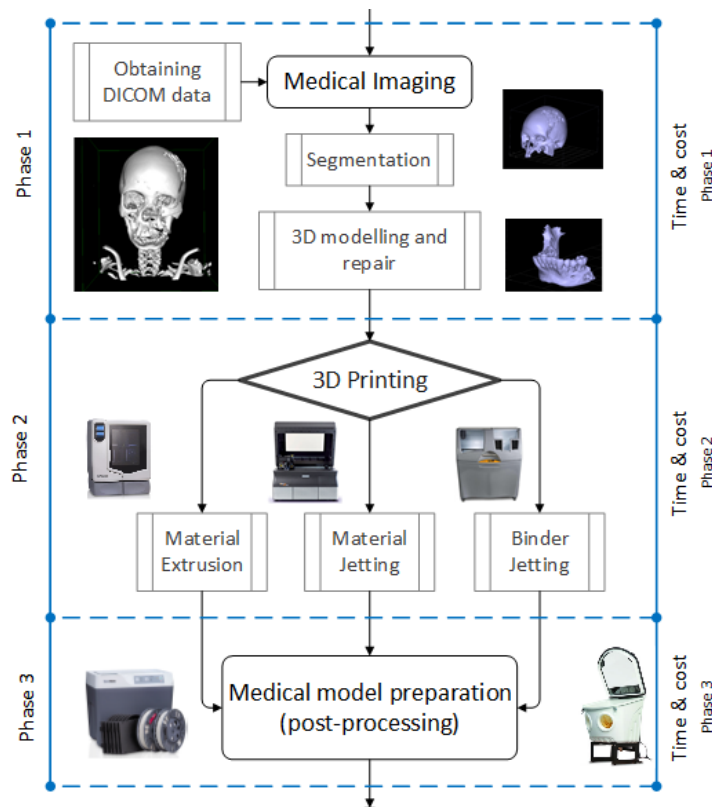 Obtaining
DICOM data
Medical Imaging
Segmentation
3D modelling and
repair
Phase 1
Time & cost
Phase 1
3D Printing
Phase 2
Material
Extrusion
Material
Jetting
Binder
Jetting
Time & cost
Phase 2
Phase 3
Medical model preparation
(post-processing)
Time & cost
Phase 3